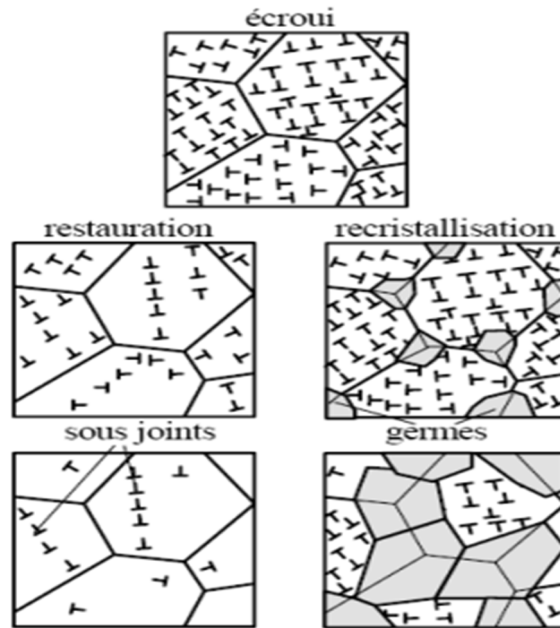 écroui
restauration
recristallisation
sous joints
germes